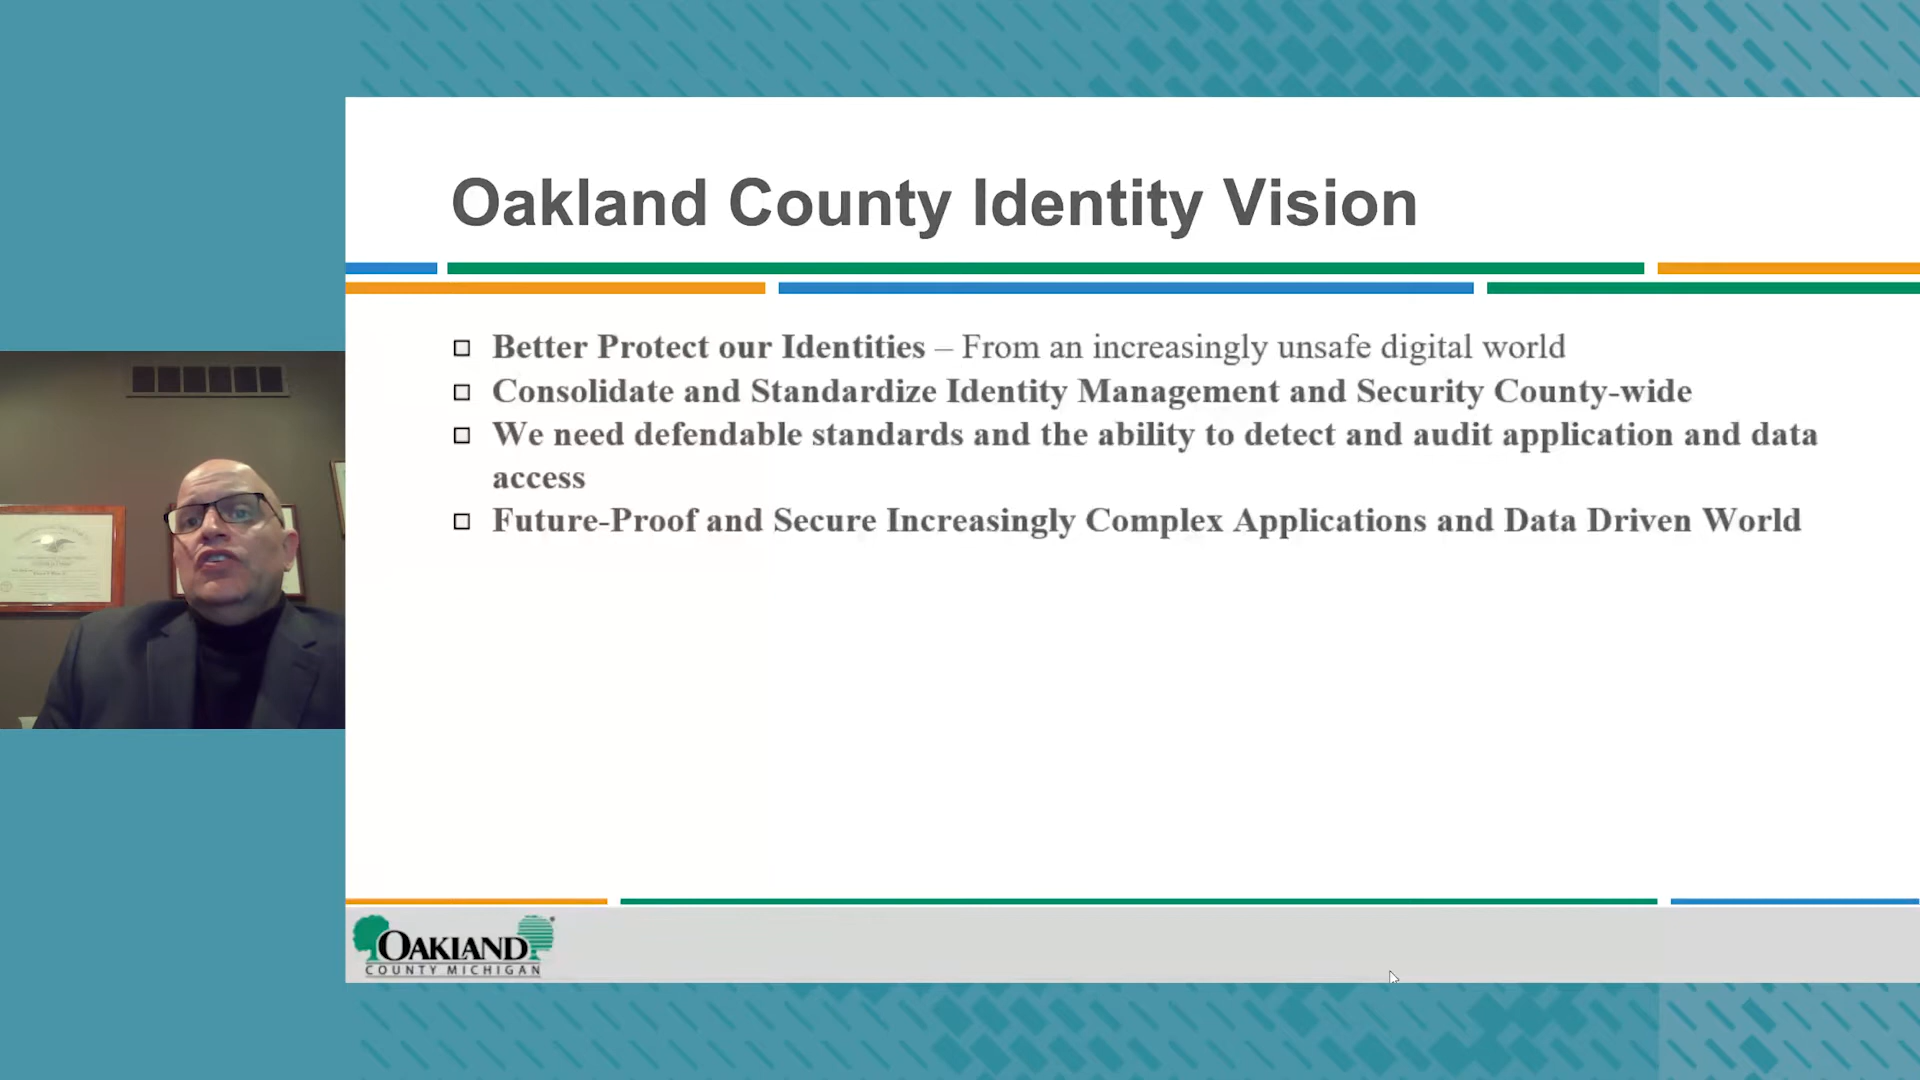 Oakland County Identity Vision
Better Protect our Identities – From an increasingly unsafe digital world
Consolidate and Standardize Identity Management and Security County-wide
We need defendable standards and the ability to detect and audit application and data
access
Future-Proof and Secure Increasingly Complex Applications and Data Driven World
OAKLAND
COUNTY MICHIGAN